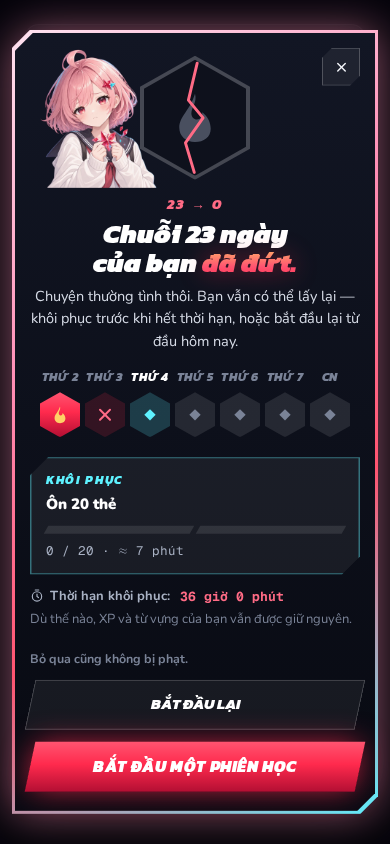 23 → 0
Chuỗi 23 ngày
của bạn đã đứt.
Chuyện thường tình thôi. Bạn vẫn có thể lấy lại —
khôi phục trước khi hết thời hạn, hoặc bắt đầu lại từ
đầu hôm nay.
THỨ 2 THỨ 3 THỨ 4 THỨ 5 THỨ 6 THỨ 7 CN
KHÔI PHỤC
Ôn 20 thẻ
0 / 20 · ≈ 7 phút
Thời hạn khôi phục: 36 giờ 0 phút
Dù thế nào, XP và từ vựng của bạn vẫn được giữ nguyên.
Bỏ qua cũng không bị phạt.
BẮT ĐẦU LẠI
BẮT ĐẦU MỘT PHIÊN HỌC